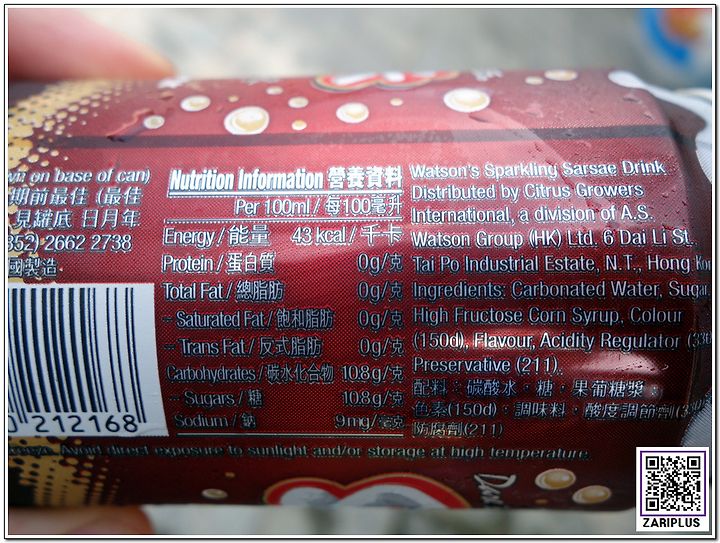 on base of can)
期前最佳 (最佳
見罐底 日月年
852) 2662 2738
國製造
212168
Nutrition Information 營養資料
Per 100ml / 每100毫升
Energy / 能量 43 kcal / 千卡
Protein / 蛋白質 0g/克
Total Fat / 總脂肪 0g/克
– Saturated Fat / 飽和脂肪 0g/克
– Trans Fat / 反式脂肪 0g/克
Carbohydrates / 碳水化合物 10.8g/克
– Sugars / 糖 10.8g/克
Sodium / 鈉 9mg/毫克
Watson's Sparkling Sarsae Drink
Distributed by Citrus Growers
International, a division of A.S.
Watson Group (HK) Ltd, 6 Dai Li St.,
Tai Po Industrial Estate, N.T., Hong Kon
Ingredients: Carbonated Water, Sugar,
High Fructose Corn Syrup, Colour
(150d), Flavour, Acidity Regulator (330
Preservative (211).
配料：碳酸水，糖，果葡糖漿，
色素(150d)，調味料，酸度調節劑(33
防腐劑(211)
Avoid direct exposure to sunlight and/or storage at high temperature.
ZARIPLUS